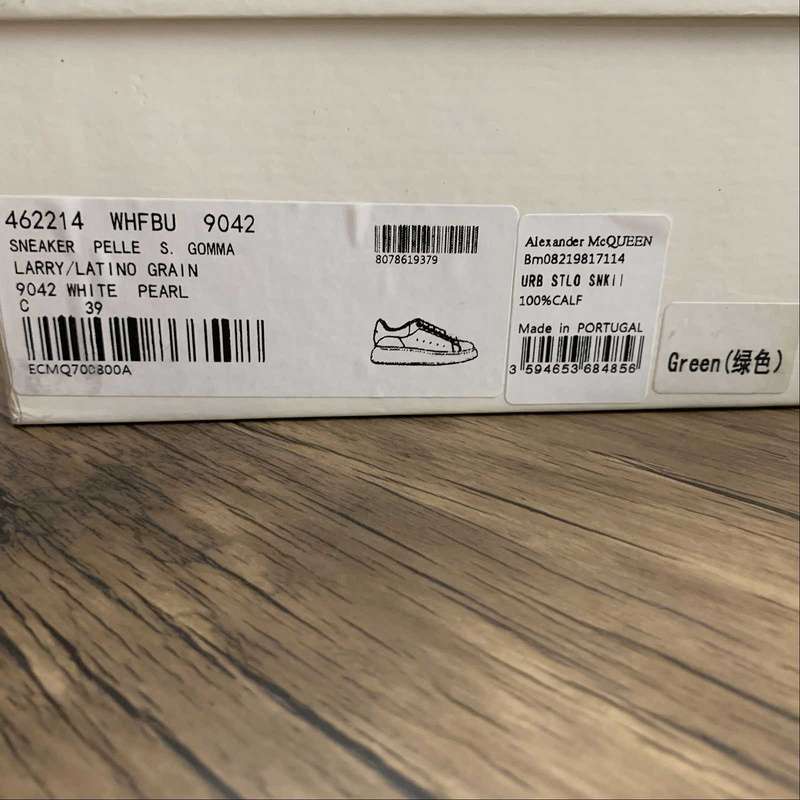 462214 WHFBU 9042
SNEAKER PELLE S. GOMMA
LARRY/LATINO GRAIN
9042 WHITE PEARL
C 39
ECMQ700800A
8078619379
Alexander McQUEEN
Bm08219817114
URB STLO SNKII
100%CALF
Made in PORTUGAL
3 594653 684856
Green(绿色)